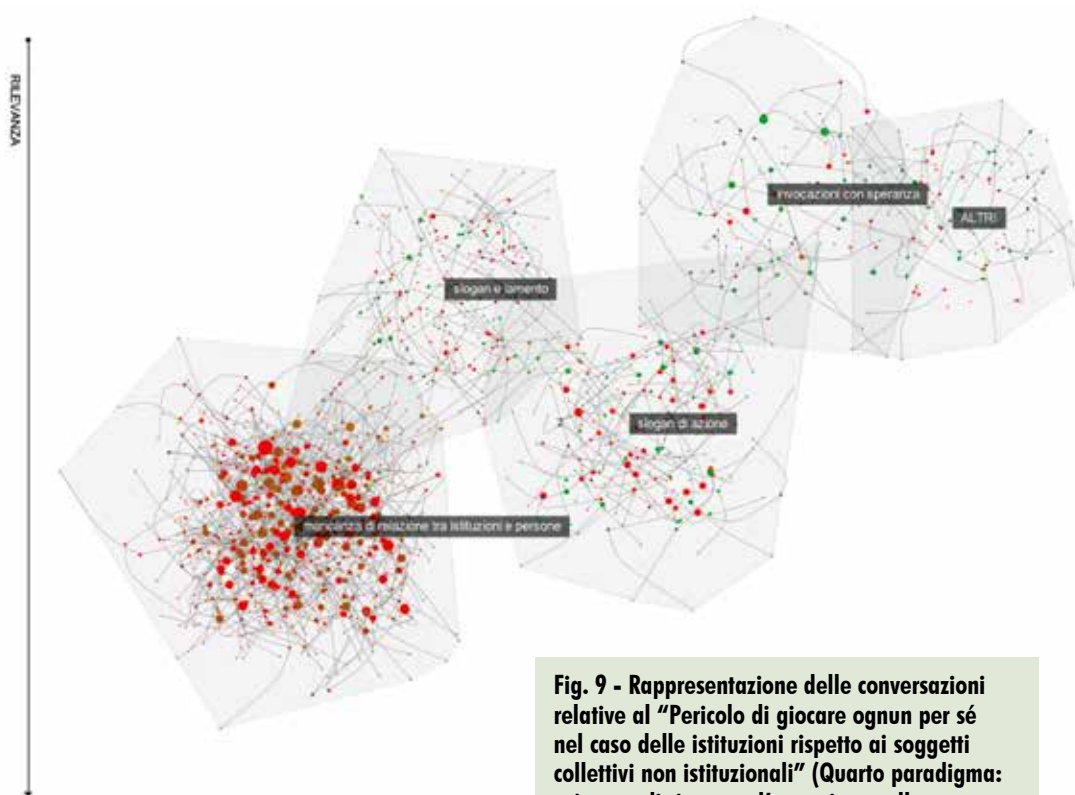 RILEVANZA
invocazioni con speranza
ALTRI
slogan e lamento
slogan di azione
mancanza di relazione tra istituzioni e persone
Fig. 9 - Rappresentazione delle conversazioni
relative al “Pericolo di giocare ognun per sé
nel caso delle istituzioni rispetto ai soggetti
collettivi non istituzionali” (Quarto paradigma: